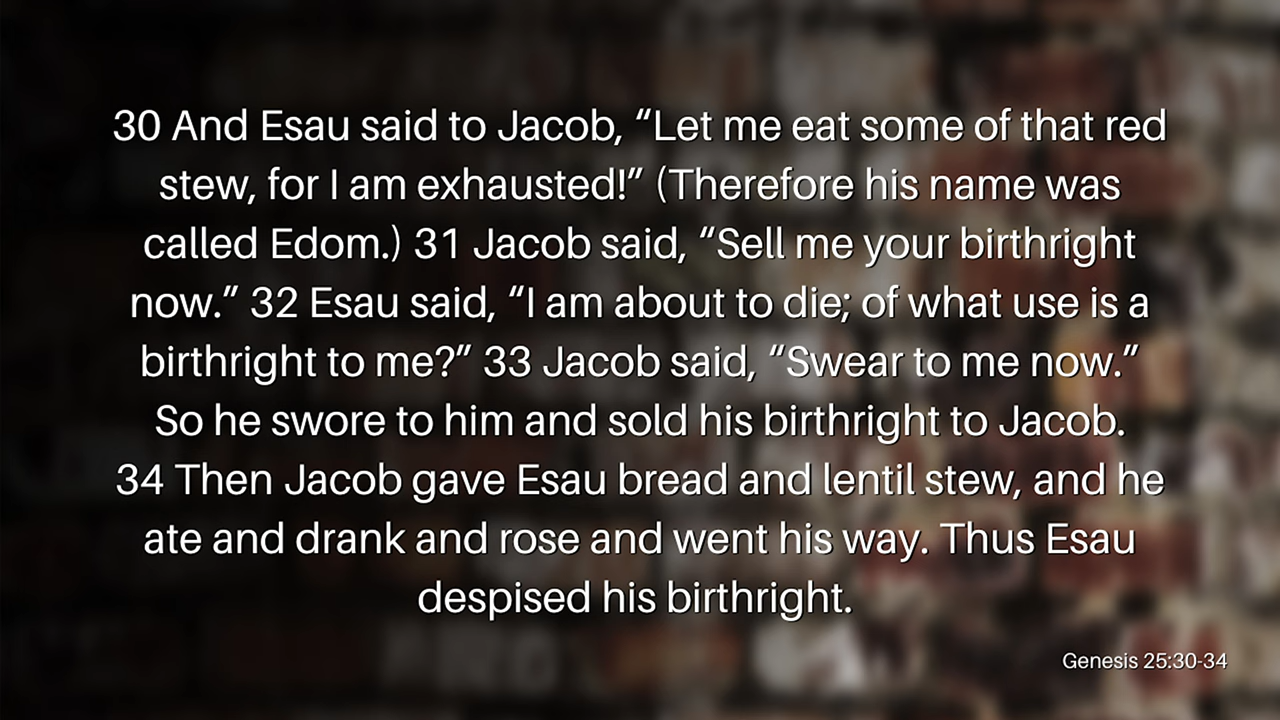 30 And Esau said to Jacob, “Let me eat some of that red
stew, for I am exhausted!” (Therefore his name was
called Edom.) 31 Jacob said, “Sell me your birthright
now.” 32 Esau said, “I am about to die; of what use is a
birthright to me?” 33 Jacob said, “Swear to me now.”
So he swore to him and sold his birthright to Jacob.
34 Then Jacob gave Esau bread and lentil stew, and he
ate and drank and rose and went his way. Thus Esau
despised his birthright.
Genesis 25:30-34